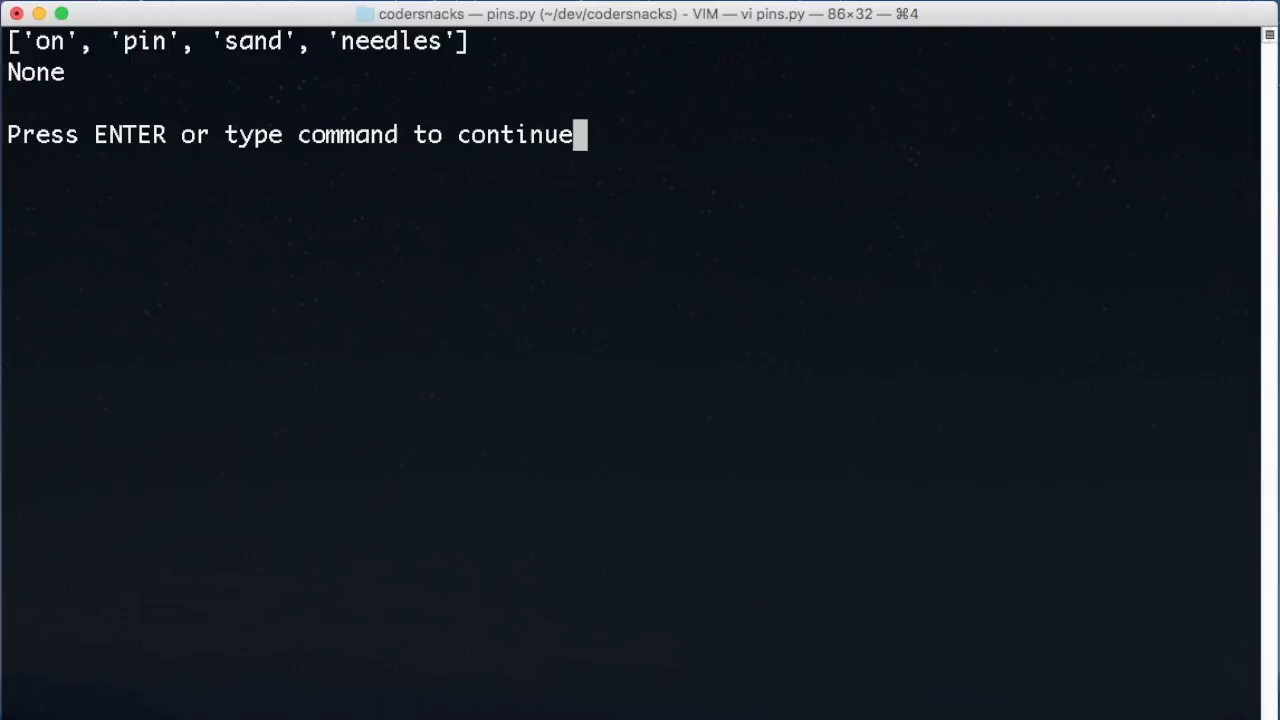 codersnacks — pins.py (~/dev/codersnacks) - VIM — vi pins.py — 86×32 — ⌘4
['on', 'pin', 'sand', 'needles']
None
Press ENTER or type command to continue